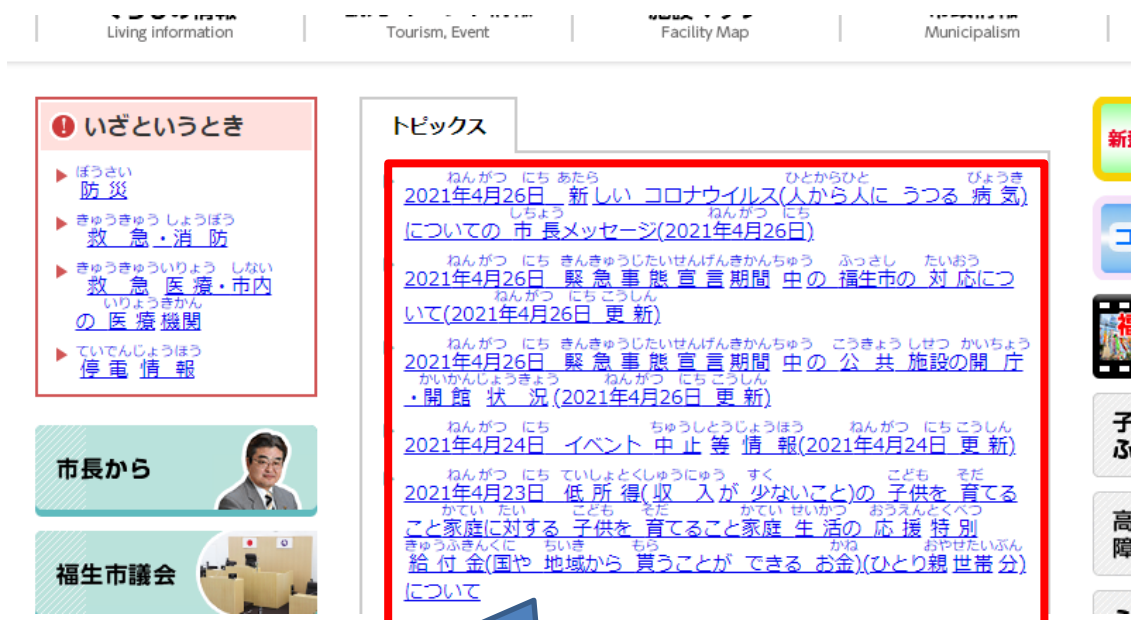 Living information
Tourism, Event
Facility Map
Municipalism
いざというとき
ぼうさい
防災
きゅうきゅう しょうぼう
救急・消防
きゅうきゅういりょう しない
救急医療・市内
いりょうきかん
の医療機関
ていでんじょうほう
停電情報
市長から
福生市議会
トピックス
ねんがつ にち あたら ひとからひと びょうき
2021年4月26日 新しい コロナウイルス(人から人に うつる 病気)
しちょう ねんがつ にち
についての 市長メッセージ(2021年4月26日)
ねんがつ にち きんきゅうじたいせんげんきかんちゅう ふっさし たいおう
2021年4月26日 緊急事態宣言期間中の 福生市の 対応につ
ねんがつ にち こうしん
いて(2021年4月26日 更新)
ねんがつ にち きんきゅうじたいせんげんきかんちゅう こうきょう しせつ かいちょう
2021年4月26日 緊急事態宣言期間中の 公共施設の開庁
かいかんじょうきょう ねんがつ にち こうしん
・開館状況(2021年4月26日 更新)
ねんがつ にち ちゅうしとうじょうほう ねんがつ にち こうしん
2021年4月24日 イベント中止等情報(2021年4月24日 更新)
ねんがつ にち ていしょとくしゅうにゅう すく こども そだ
2021年4月23日 低所得(収入が 少ないこと)の 子供を 育てる
かてい たい こども そだ かてい せいかつ おうえんとくべつ
こと家庭に対する 子供を 育てること家庭 生活の 応援特別
きゅうふきんくに ちいき もら かね おやせたいぶん
給付金(国や 地域から 貰うことが できる お金)(ひとり親世帯分)
について